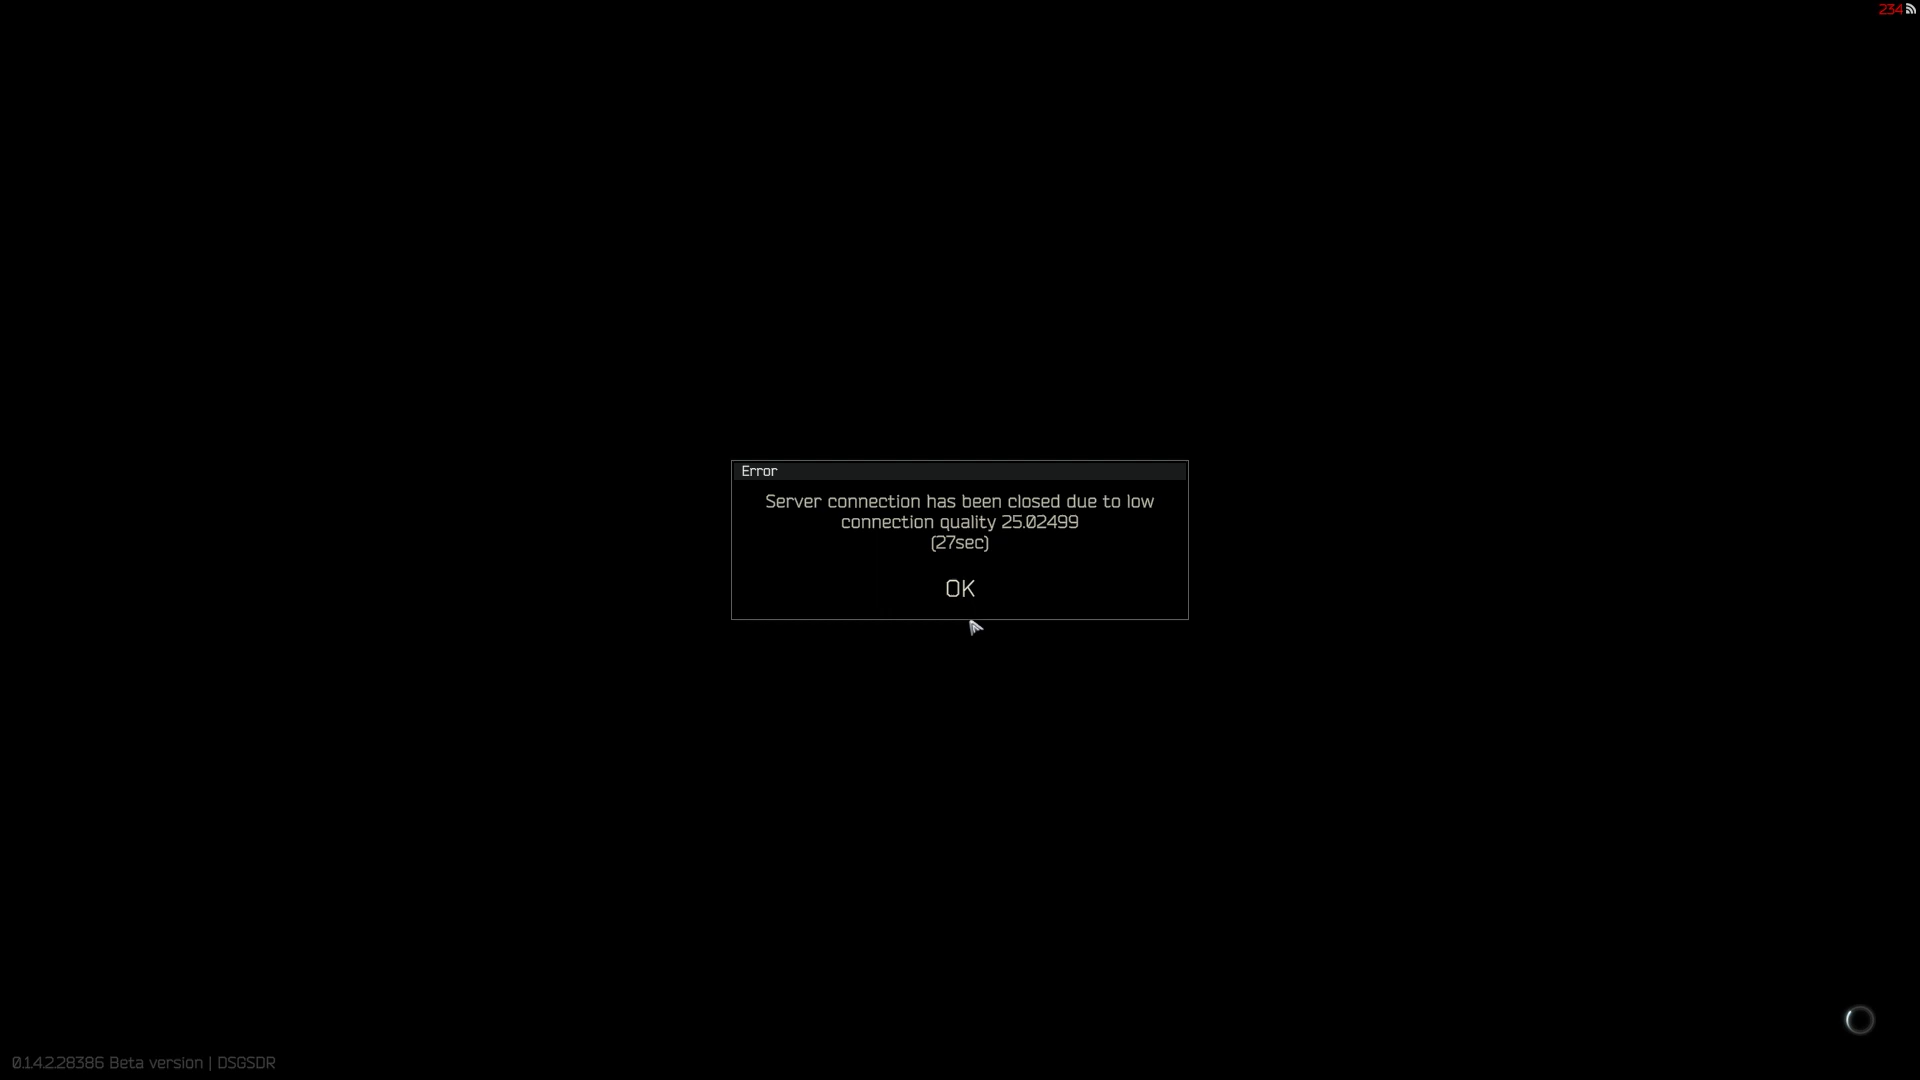 234
Error
Server connection has been closed due to low
connection quality 25.02499
(27sec)
OK
0.14.2.28386 Beta version | DSGSDR